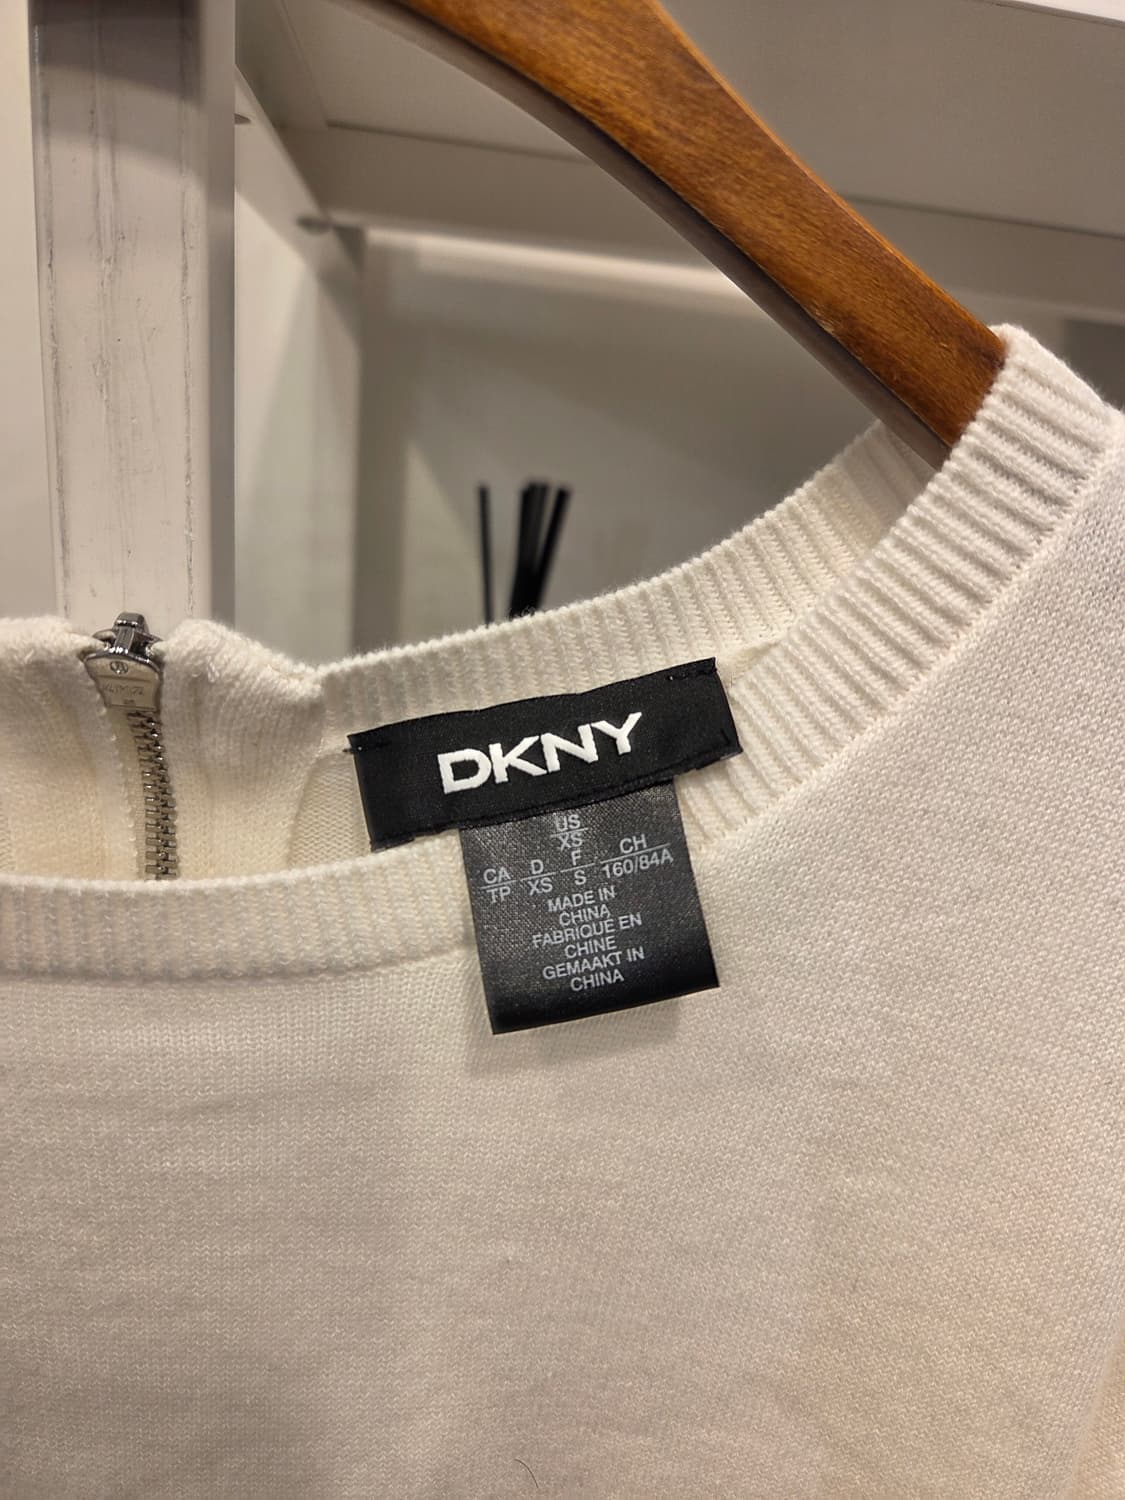 DKNY
US
XS
CA D F CH
TP XS S 160/84A
MADE IN
CHINA
FABRIQUÉ EN
CHINE
GEMAAKT IN
CHINA